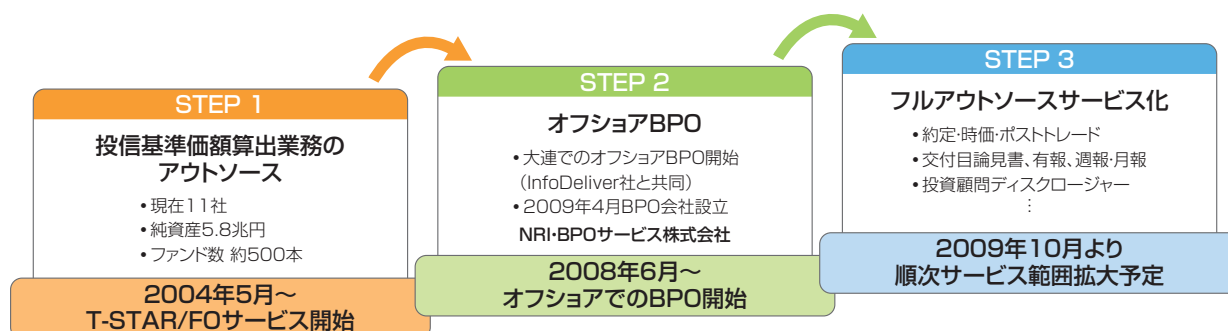 STEP 1
投信基準価額算出業務の
アウトソース
•現在11社
•純資産5.8兆円
•ファンド数 約500本
2004年5月〜
T-STAR/FOサービス開始
STEP 2
オフショアBPO
•大連でのオフショアBPO開始
(InfoDeliver社と共同)
•2009年4月BPO会社設立
NRI・BPOサービス株式会社
2008年6月〜
オフショアでのBPO開始
STEP 3
フルアウトソースサービス化
•約定・時価・ポストトレード
•交付目論見書、有報、週報・月報
•投資顧問ディスクロージャー
⋮
2009年10月より
順次サービス範囲拡大予定